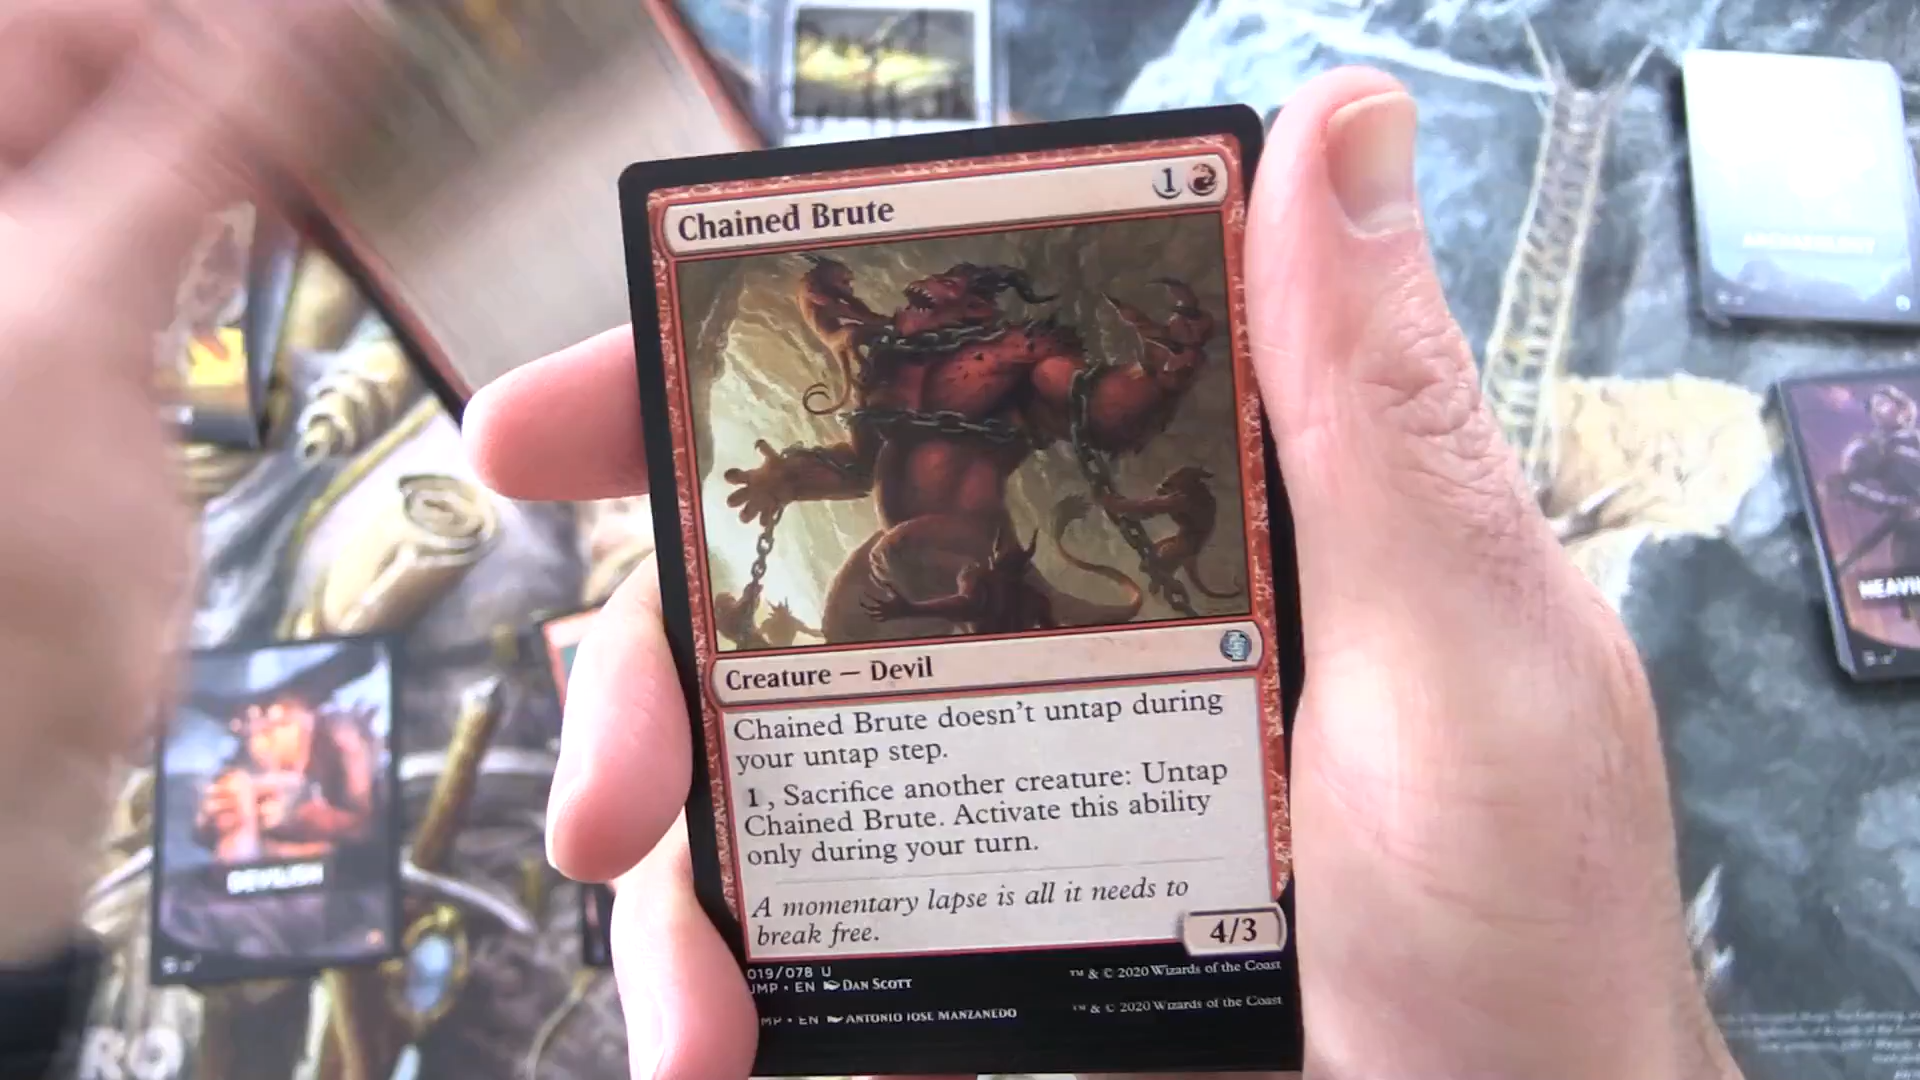 Chained Brute
1
Creature — Devil
Chained Brute doesn't untap during
your untap step.
1, Sacrifice another creature: Untap
Chained Brute. Activate this ability
only during your turn.
A momentary lapse is all it needs to
break free.
4/3
019/078 U
JMP • EN DAN SCOTT
™ & © 2020 Wizards of the Coast
MP • EN ANTONIO JOSE MANZANEDO
™ & © 2020 Wizards of the Coast
DEVILISH
ARCHAEOLOGY
HEAVI
RO